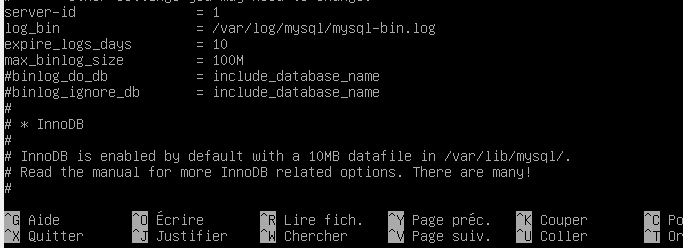 server-id = 1
log_bin = /var/log/mysql/mysql-bin.log
expire_logs_days = 10
max_binlog_size = 100M
#binlog_do_db = include_database_name
#binlog_ignore_db = include_database_name
#
# * InnoDB
#
# InnoDB is enabled by default with a 10MB datafile in /var/lib/mysql/.
# Read the manual for more InnoDB related options. There are many!
#
^G Aide ^O Écrire ^R Lire fich. ^Y Page préc. ^K Couper ^C Po
^X Quitter ^J Justifier ^W Chercher ^V Page suiv. ^U Coller ^T Or